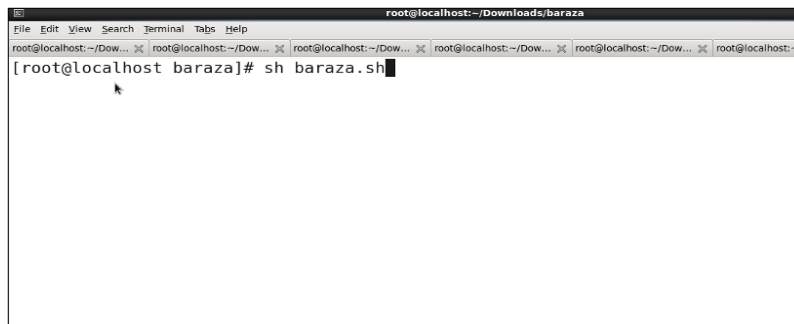 root@localhost:~/Downloads/baraza
File Edit View Search Terminal Tabs Help
root@localhost:~/Dow... root@localhost:~/Dow... root@localhost:~/Dow... root@localhost:~/Dow... root@localhost:~/Dow... root@localhost:~
[root@localhost baraza]# sh baraza.sh